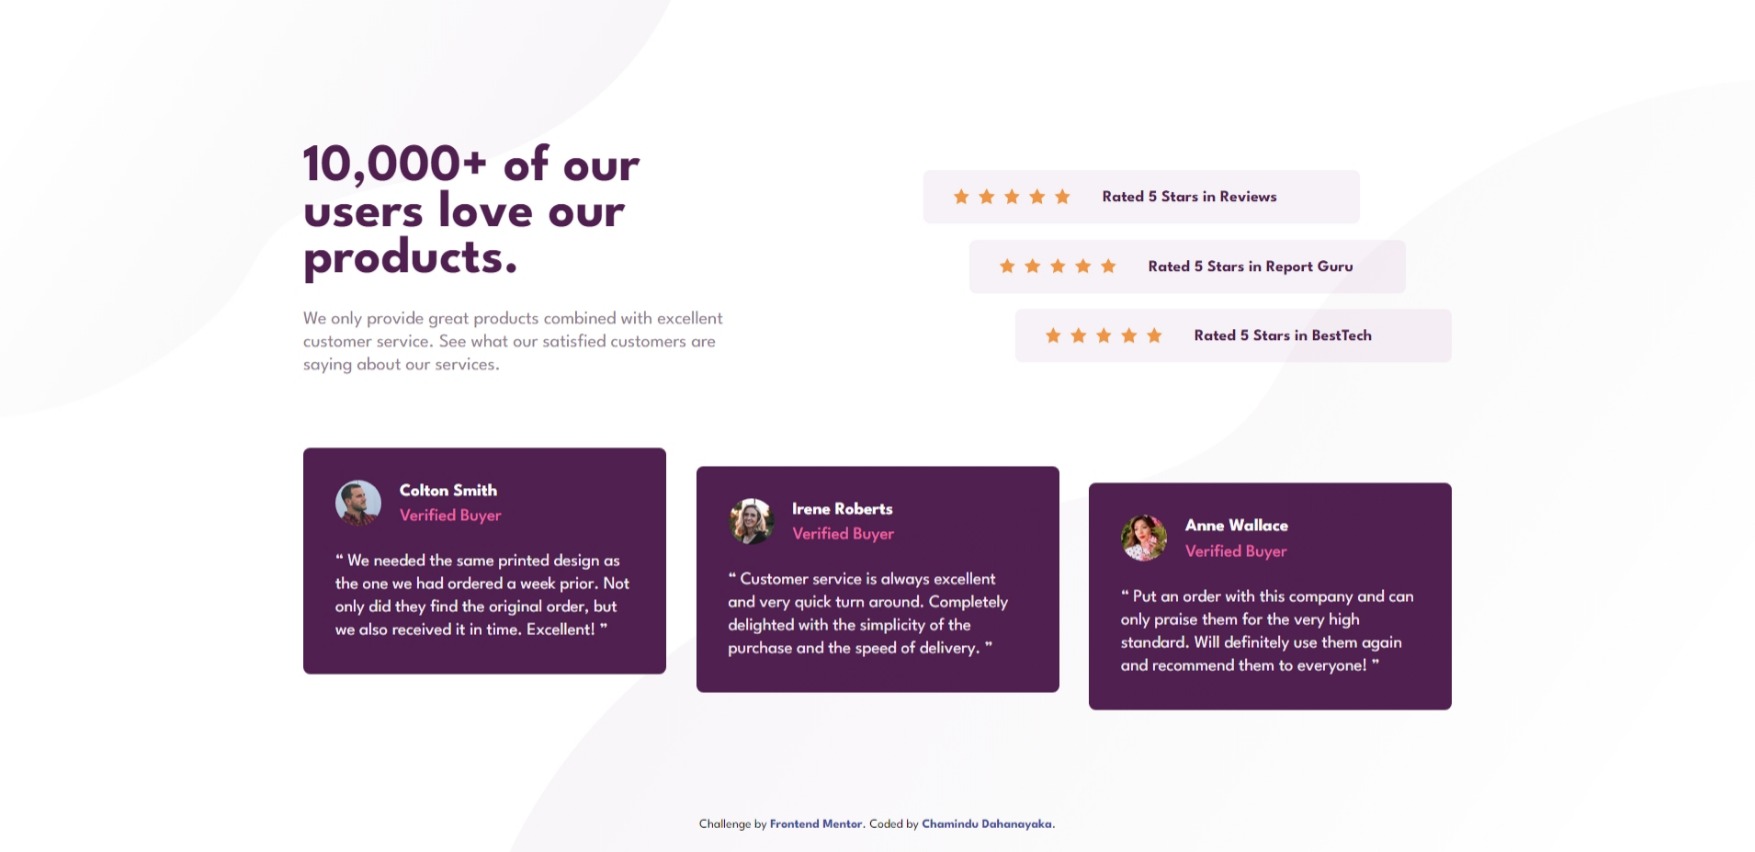 10,000+ of our
users love our
products.
We only provide great products combined with excellent
customer service. See what our satisfied customers are
saying about our services.
Rated 5 Stars in Reviews
Rated 5 Stars in Report Guru
Rated 5 Stars in BestTech
Colton Smith
Verified Buyer
“ We needed the same printed design as
the one we had ordered a week prior. Not
only did they find the original order, but
we also received it in time. Excellent! ”
Irene Roberts
Verified Buyer
“ Customer service is always excellent
and very quick turn around. Completely
delighted with the simplicity of the
purchase and the speed of delivery. ”
Anne Wallace
Verified Buyer
“ Put an order with this company and can
only praise them for the very high
standard. Will definitely use them again
and recommend them to everyone! ”
Challenge by Frontend Mentor. Coded by Chamindu Dahanayaka.